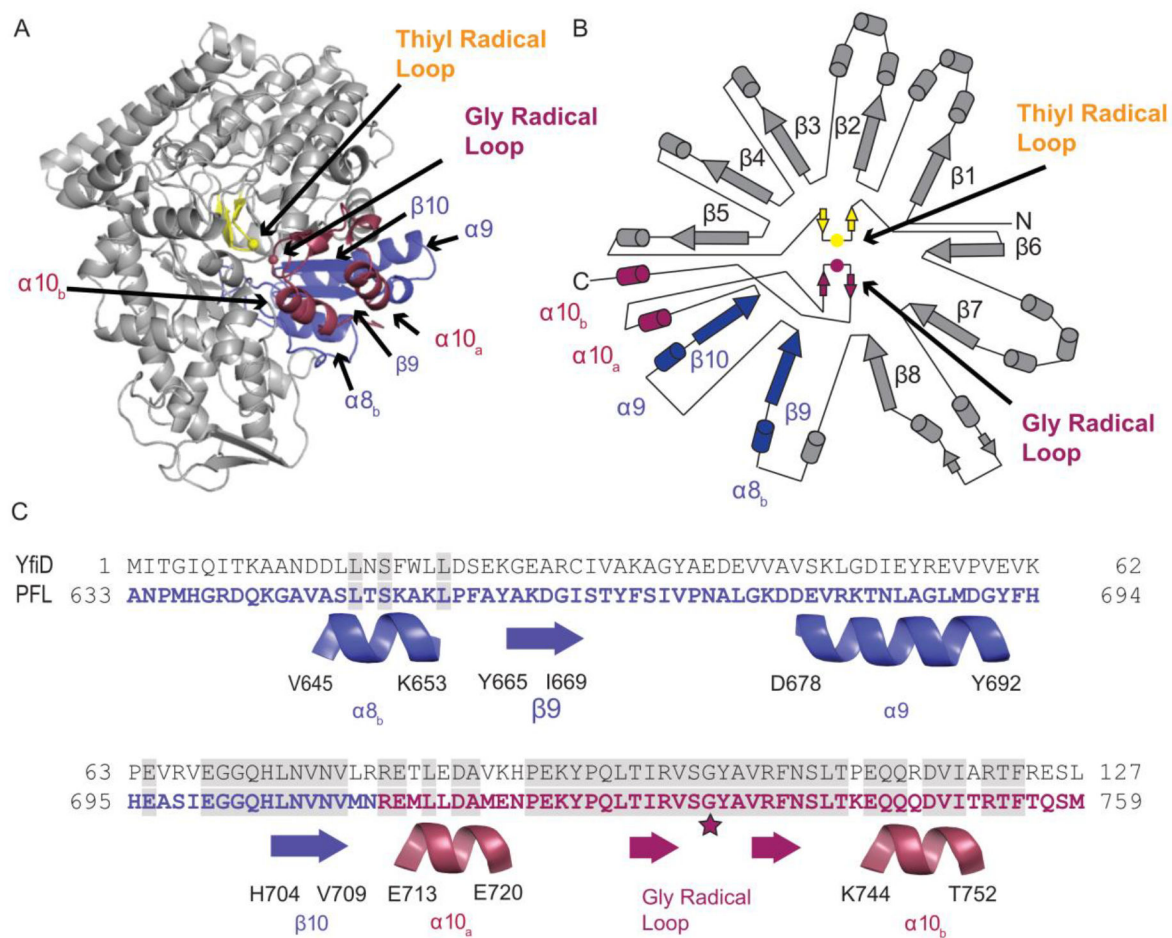 A
Thiyl Radical
Loop
Gly Radical
Loop
β10
α9
α10b
α10a
β9
α8b
B
Thiyl Radical
Loop
β3
β2
β4
β1
β5
N
β6
C
α10b
α10a
β10
β7
α9
β9
β8
α8b
Gly Radical
Loop
C
YfiD 1 MITGIQITKAANDDLLNSFWLLDSEKGEARCIVAKAGYAEDEVVAVSKLGDIEYREVPVEVK 62
PFL 633 ANPMHGRDQKGAVASLTSKAKLPFAYAKDGISTYFSIVPNALGKDDEVRKTNLAGLMDGYFH 694
V645 K653 Y665 I669 D678 Y692
α8b β9 α9
63 PEVRVEGGQHLNVNVLRRETLEDAVKHPEKYPQLTIRVSGYAVRFNSLTPEQQRDVIARTFRESL 127
695 HEASIEGGQHLNVNVMNREMLLDAMENPEKYPQLTIRVSGYAVRFNSLTKEQQQDVITRTFTQSM 759
H704 V709 E713 E720 Gly Radical
Loop K744 T752
β10 α10a α10b